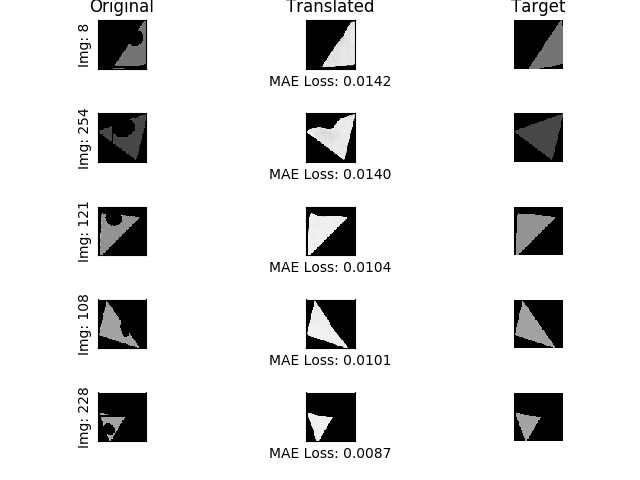 Original Translated Target
Img: 8
MAE Loss: 0.0142
Img: 254
MAE Loss: 0.0140
Img: 121
MAE Loss: 0.0104
Img: 108
MAE Loss: 0.0101
Img: 228
MAE Loss: 0.0087